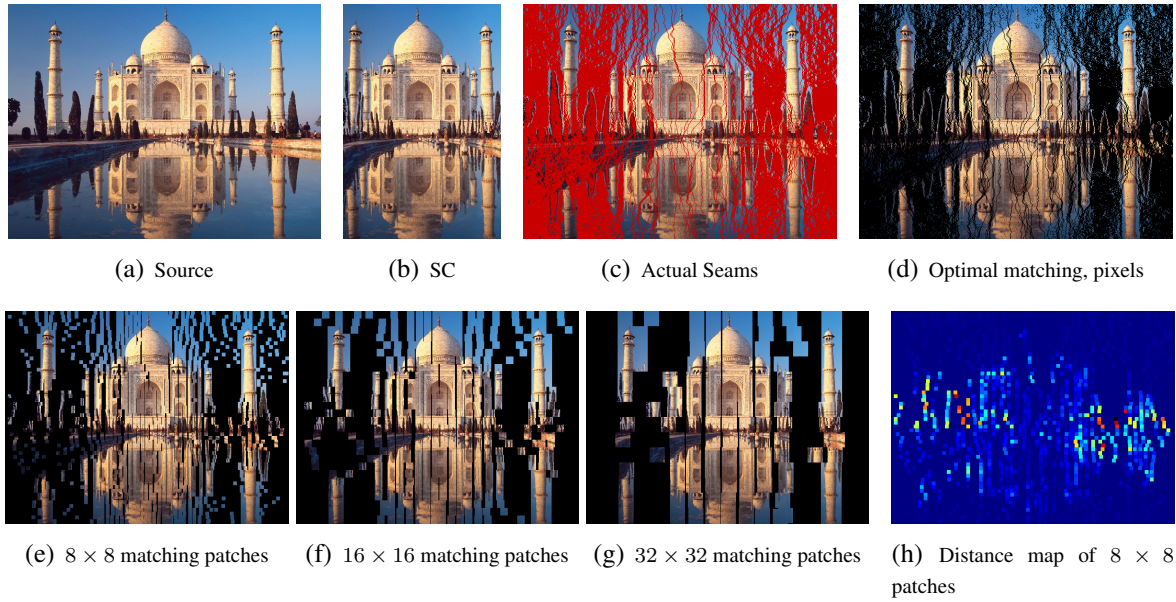 (a) Source
(b) SC
(c) Actual Seams
(d) Optimal matching, pixels
(e) 8 × 8 matching patches
(f) 16 × 16 matching patches
(g) 32 × 32 matching patches
(h) Distance map of 8 × 8
patches